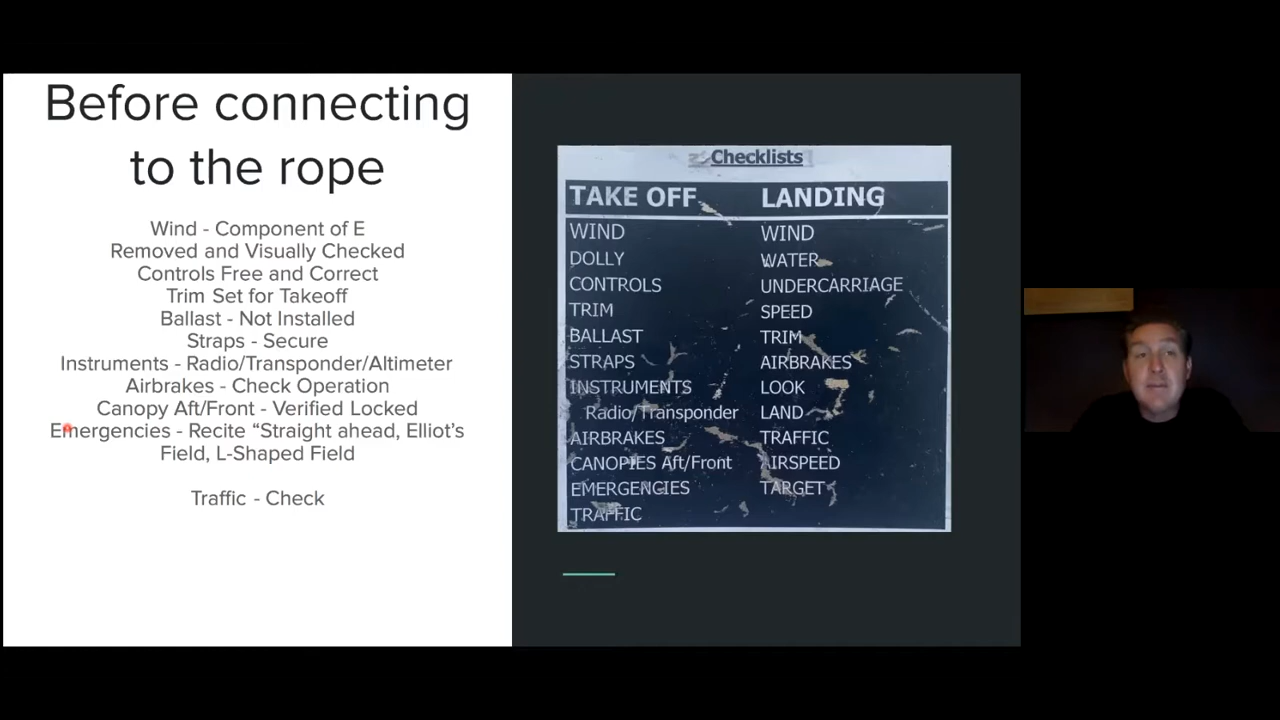 Before connecting
to the rope
Wind - Component of E
Removed and Visually Checked
Controls Free and Correct
Trim Set for Takeoff
Ballast - Not Installed
Straps - Secure
Instruments - Radio/Transponder/Altimeter
Airbrakes - Check Operation
Canopy Aft/Front - Verified Locked
Emergencies - Recite “Straight ahead, Elliot’s
Field, L-Shaped Field
Traffic - Check
Checklists
TAKE OFF
WIND
DOLLY
CONTROLS
TRIM
BALLAST
STRAPS
INSTRUMENTS
Radio/Transponder
AIRBRAKES
CANOPIES Aft/Front
EMERGENCIES
TRAFFIC
LANDING
WIND
WATER
UNDERCARRIAGE
SPEED
TRIM
AIRBRAKES
LOOK
LAND
TRAFFIC
AIRSPEED
TARGET